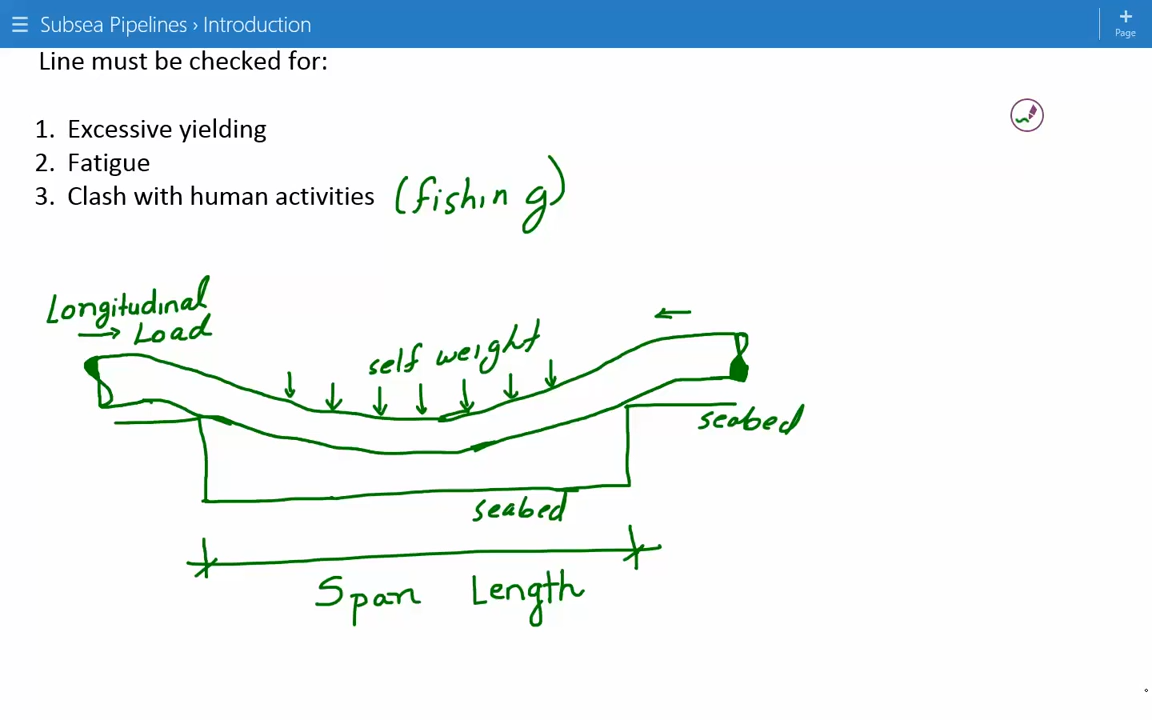 Subsea Pipelines › Introduction
Page
Line must be checked for:
1. Excessive yielding
2. Fatigue
3. Clash with human activities (fishing)
Longitudinal
Load
self weight
seabed
seabed
Span Length